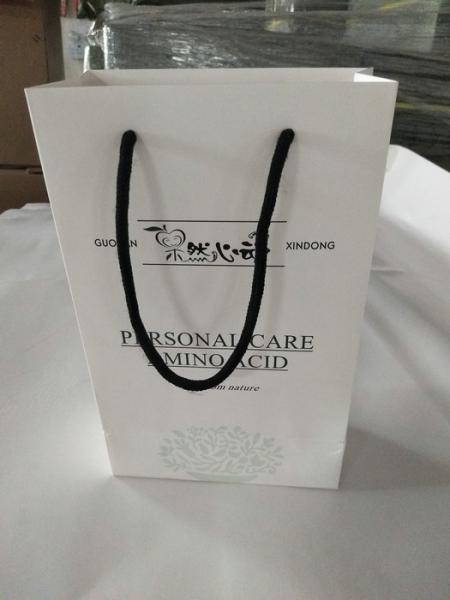 果然心动 XINDONG
PERSONAL CARE
AMINO ACID
nature